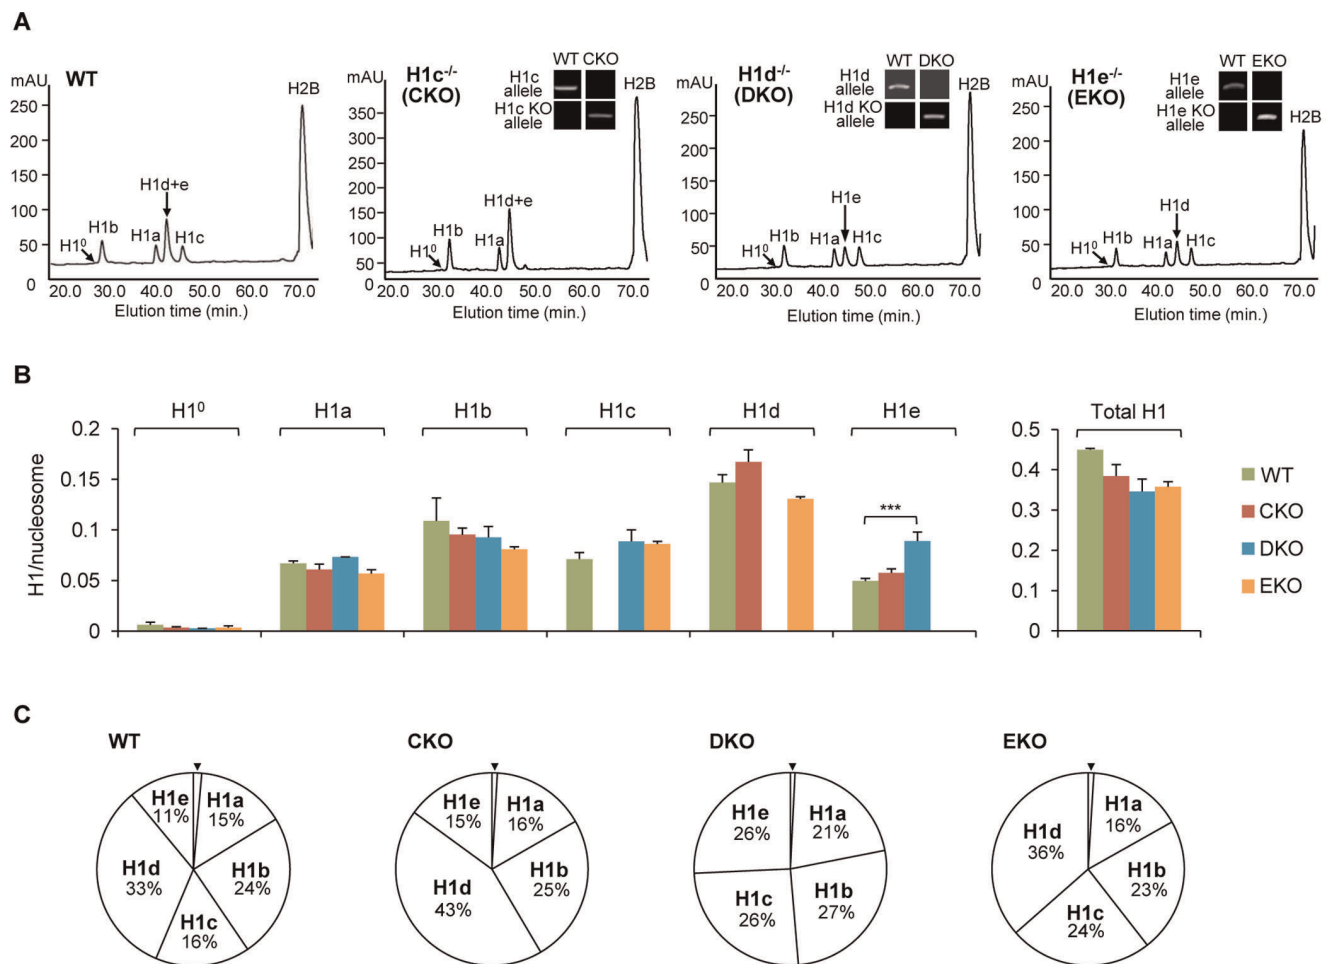 A
WT
mAU
250
200
150
100
50
0
H2B
H1d+e
H1b
H1⁰
H1a
H1c
20.0 30.0 40.0 50.0 60.0 70.0
Elution time (min.)
H1c-/-
(CKO)
WT CKO
H1c
allele
H1c KO
allele
mAU
350
300
250
200
150
100
50
0
H2B
H1d+e
H1b
H1⁰
H1a
20.0 30.0 40.0 50.0 60.0 70.0
Elution time (min.)
H1d-/-
(DKO)
WT DKO
H1d
allele
H1d KO
allele
mAU
250
200
150
100
50
0
H2B
H1e
H1b
H1⁰
H1a
H1c
20.0 30.0 40.0 50.0 60.0 70.0
Elution time (min.)
H1e-/-
(EKO)
WT EKO
H1e
allele
H1e KO
allele
mAU
250
200
150
100
50
0
H2B
H1d
H1b
H1⁰
H1a
H1c
20.0 30.0 40.0 50.0 60.0 70.0
Elution time (min.)
B
H1⁰ H1a H1b H1c H1d H1e
H1/nucleosome
0.2
0.15
0.1
0.05
0
***
Total H1
0.5
0.4
0.3
0.2
0.1
0
WT
CKO
DKO
EKO
C
WT
H1e
11%
H1a
15%
H1d
33%
H1b
24%
H1c
16%
CKO
H1e
15%
H1a
16%
H1d
43%
H1b
25%
DKO
H1e
26%
H1a
21%
H1c
26%
H1b
27%
EKO
H1d
36%
H1a
16%
H1b
23%
H1c
24%